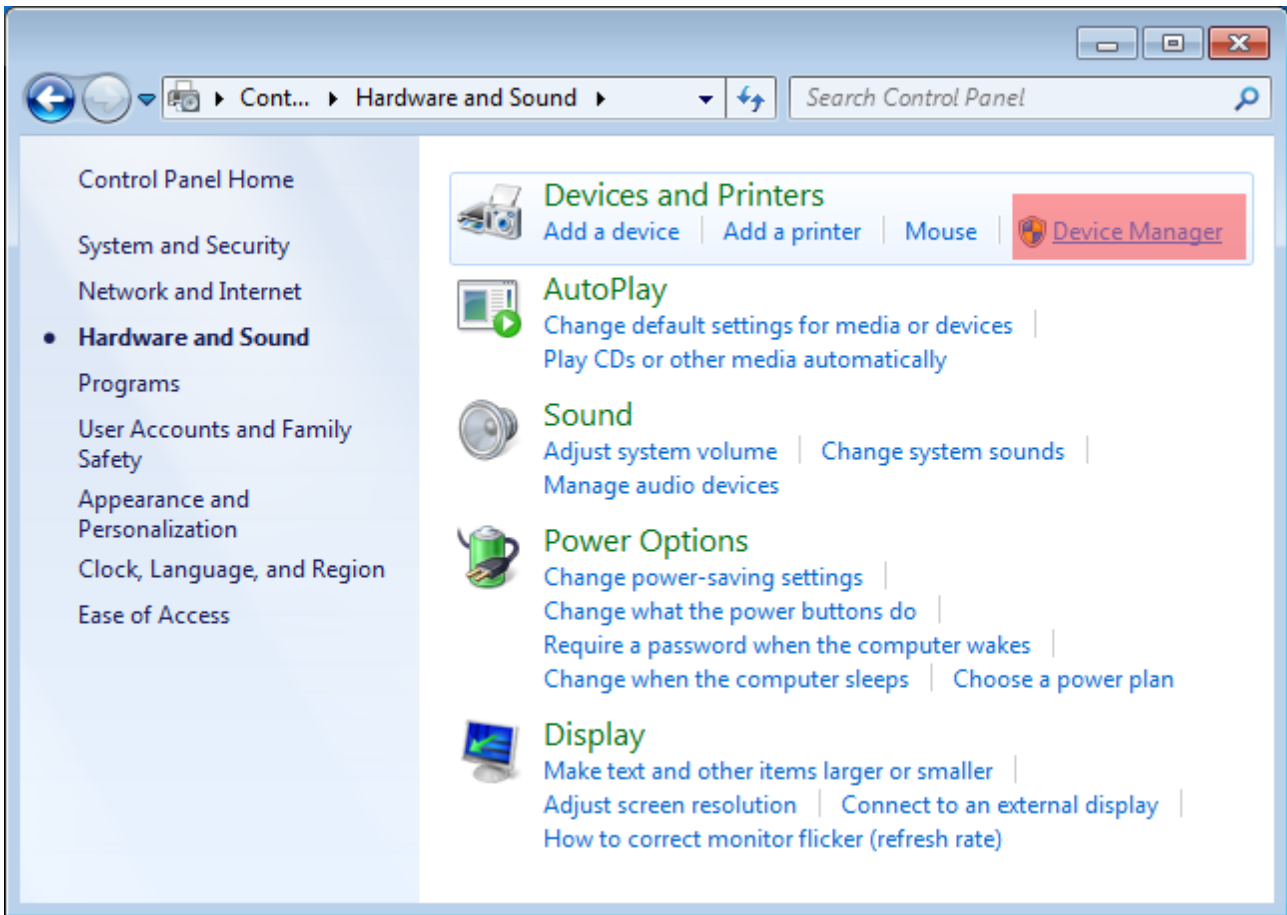 Cont... Hardware and Sound
Search Control Panel
Control Panel Home
System and Security
Network and Internet
Hardware and Sound
Programs
User Accounts and Family
Safety
Appearance and
Personalization
Clock, Language, and Region
Ease of Access
Devices and Printers
Add a device Add a printer Mouse Device Manager
AutoPlay
Change default settings for media or devices
Play CDs or other media automatically
Sound
Adjust system volume Change system sounds
Manage audio devices
Power Options
Change power-saving settings
Change what the power buttons do
Require a password when the computer wakes
Change when the computer sleeps Choose a power plan
Display
Make text and other items larger or smaller
Adjust screen resolution Connect to an external display
How to correct monitor flicker (refresh rate)